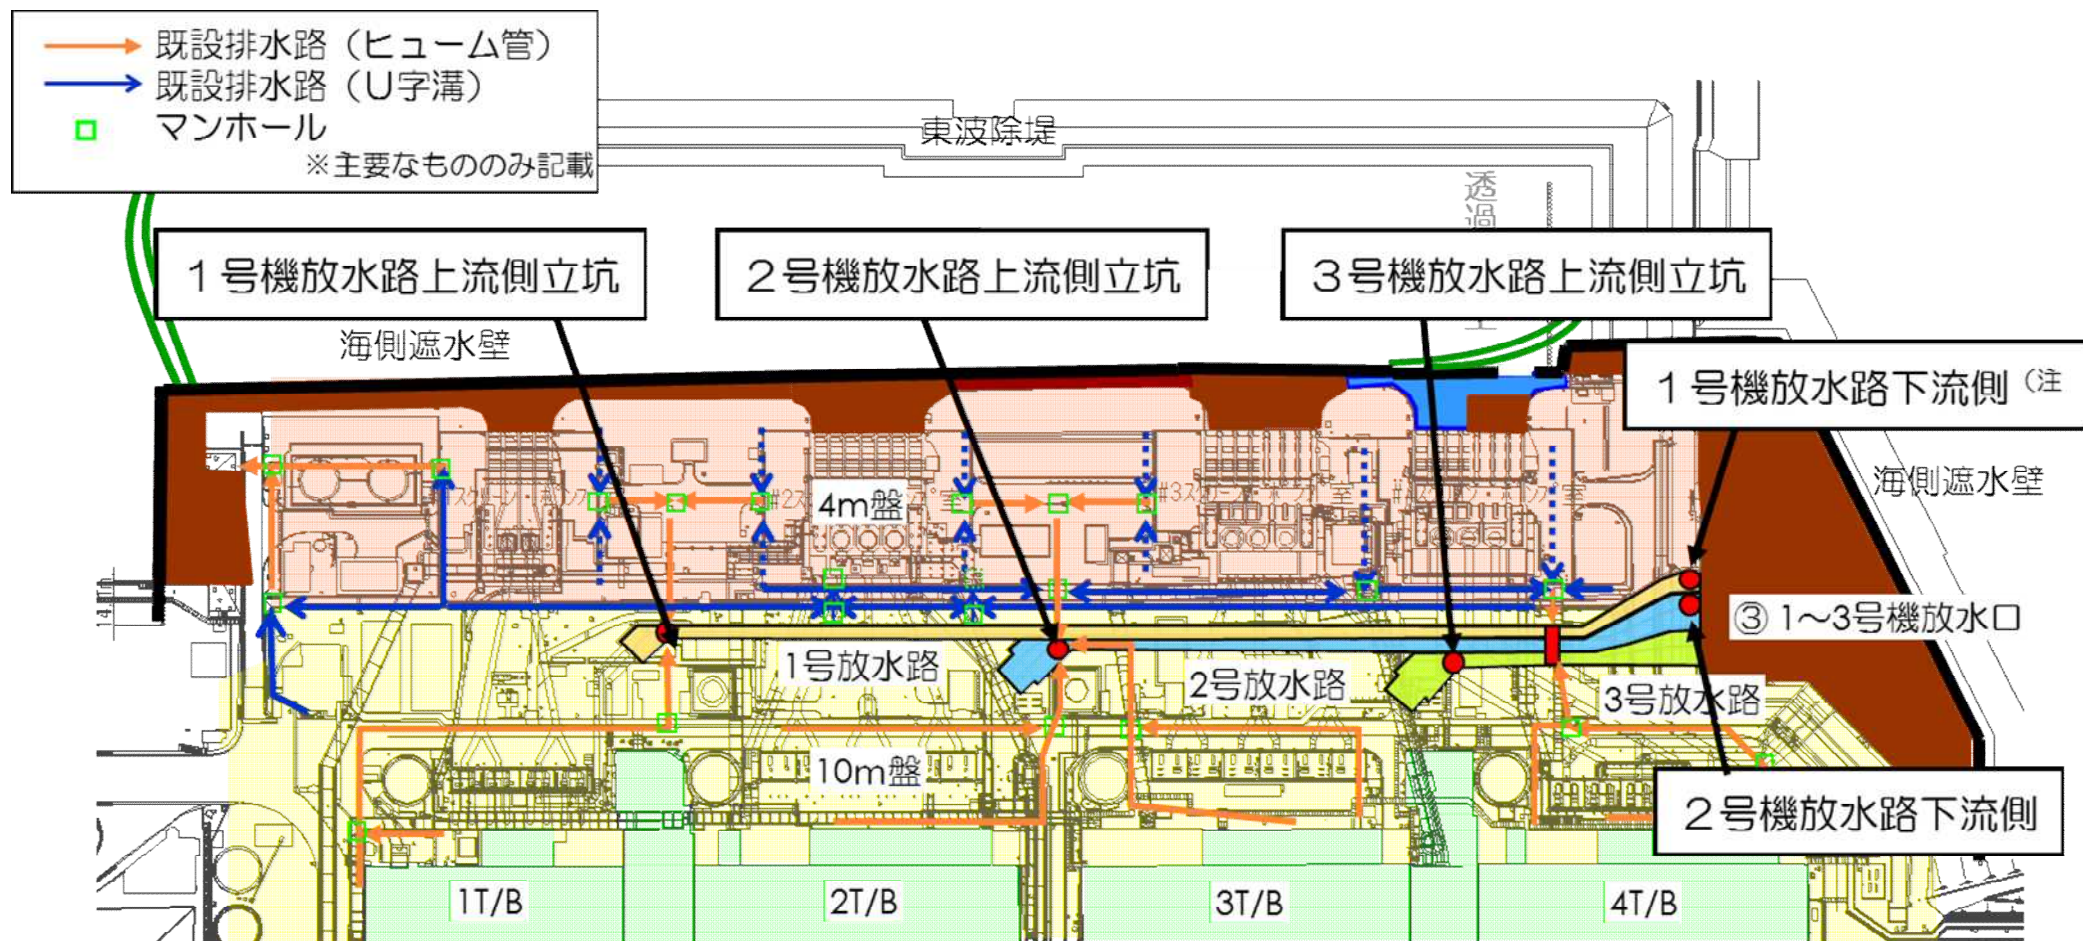 既設排水路（ヒューム管）
既設排水路（U字溝）
マンホール
※主要なもののみ記載
東波除堤
透過
1号機放水路上流側立坑
2号機放水路上流側立坑
3号機放水路上流側立坑
海側遮水壁
1号機放水路下流側（注
海側遮水壁
4m盤
③ 1～3号機放水口
1号放水路
2号放水路
3号放水路
10m盤
2号機放水路下流側
1T/B
2T/B
3T/B
4T/B